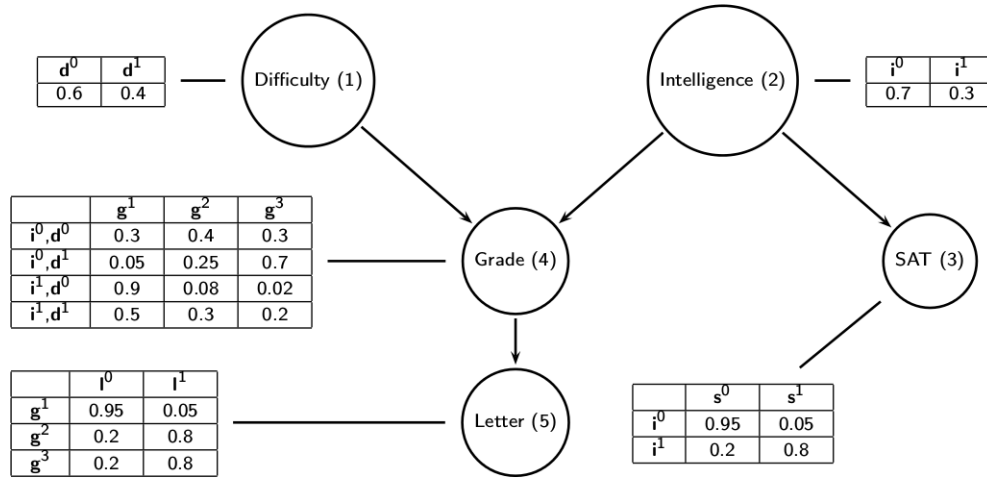 d⁰ d¹
0.6 0.4
Difficulty (1)
Intelligence (2)
i⁰ i¹
0.7 0.3
g¹ g² g³
i⁰,d⁰ 0.3 0.4 0.3
i⁰,d¹ 0.05 0.25 0.7
i¹,d⁰ 0.9 0.08 0.02
i¹,d¹ 0.5 0.3 0.2
Grade (4)
SAT (3)
l⁰ l¹
g¹ 0.95 0.05
g² 0.2 0.8
g³ 0.2 0.8
Letter (5)
s⁰ s¹
i⁰ 0.95 0.05
i¹ 0.2 0.8